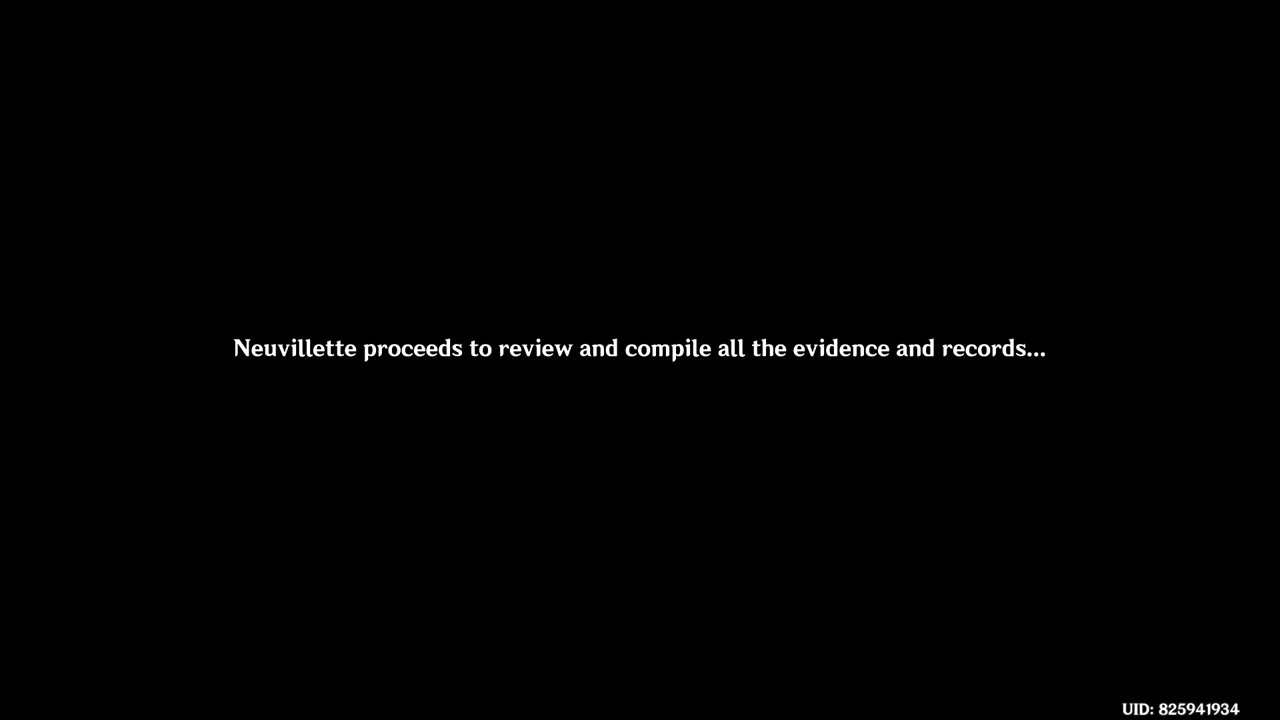 Neuvillette proceeds to review and compile all the evidence and records...
UID: 825941934